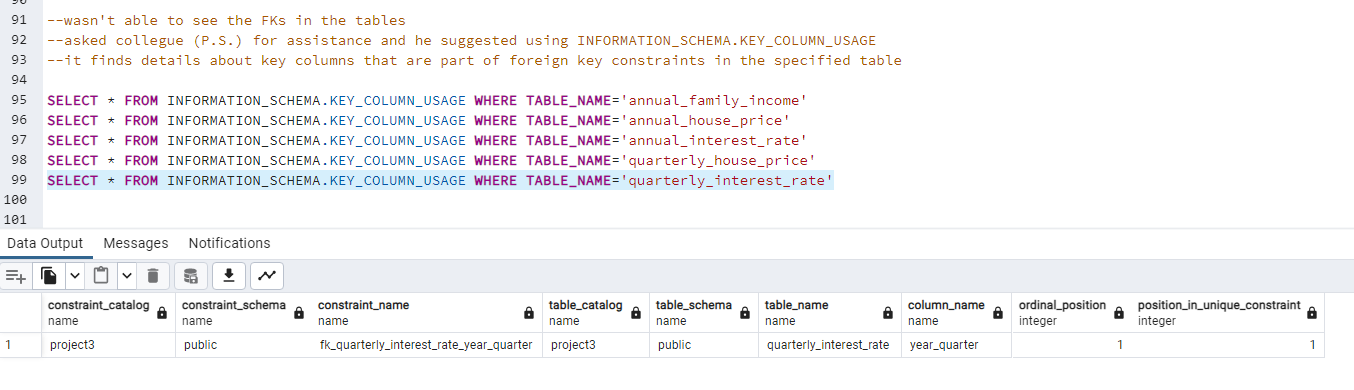 91 --wasn't able to see the FKs in the tables
92 --asked collegue (P.S.) for assistance and he suggested using INFORMATION_SCHEMA.KEY_COLUMN_USAGE
93 --it finds details about key columns that are part of foreign key constraints in the specified table
94
95 SELECT * FROM INFORMATION_SCHEMA.KEY_COLUMN_USAGE WHERE TABLE_NAME='annual_family_income'
96 SELECT * FROM INFORMATION_SCHEMA.KEY_COLUMN_USAGE WHERE TABLE_NAME='annual_house_price'
97 SELECT * FROM INFORMATION_SCHEMA.KEY_COLUMN_USAGE WHERE TABLE_NAME='annual_interest_rate'
98 SELECT * FROM INFORMATION_SCHEMA.KEY_COLUMN_USAGE WHERE TABLE_NAME='quarterly_house_price'
99 SELECT * FROM INFORMATION_SCHEMA.KEY_COLUMN_USAGE WHERE TABLE_NAME='quarterly_interest_rate'
100
101
Data Output Messages Notifications
constraint_catalog constraint_schema constraint_name table_catalog table_schema table_name column_name ordinal_position position_in_unique_constraint
name name name name name name name integer integer
1 project3 public fk_quarterly_interest_rate_year_quarter project3 public quarterly_interest_rate year_quarter 1 1